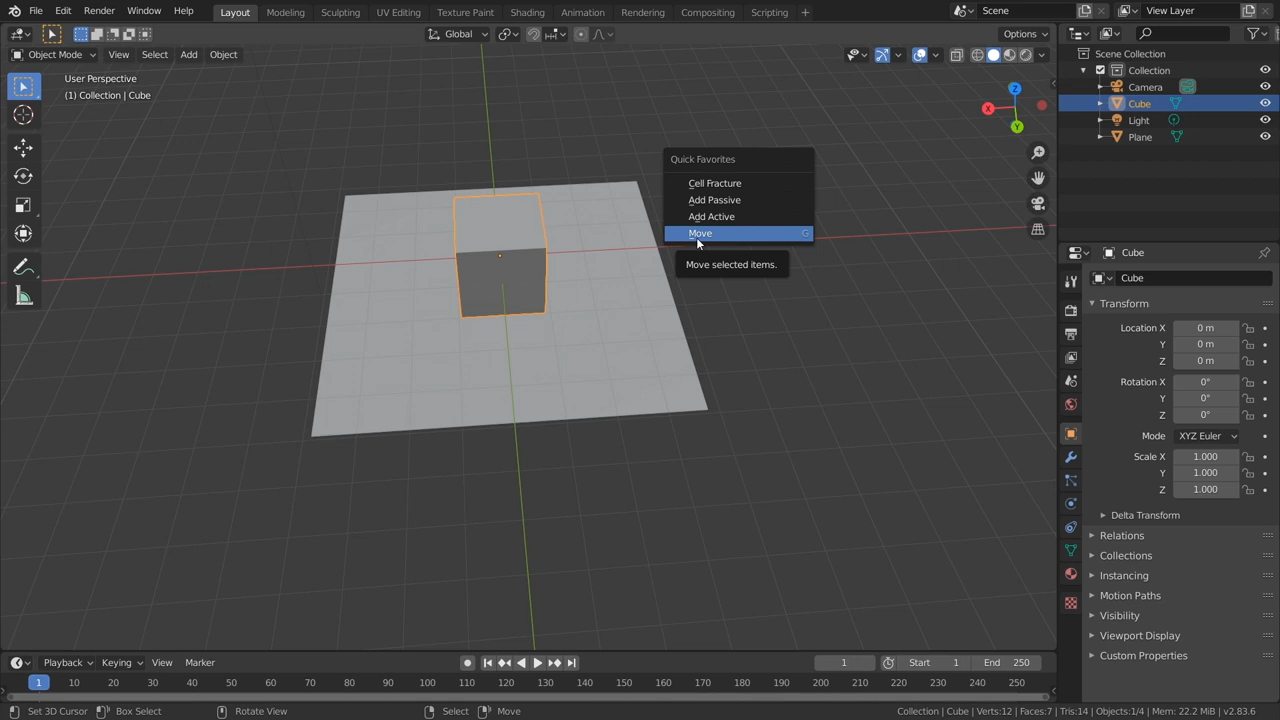 File Edit Render Window Help Layout Modeling Sculpting UV Editing Texture Paint Shading Animation Rendering Compositing Scripting + Scene View Layer
Global Options
Object Mode View Select Add Object
User Perspective
(1) Collection | Cube
Z
X
Y
Quick Favorites
Cell Fracture
Add Passive
Add Active
Move G
Move selected items.
Scene Collection
Collection
Camera
Cube
Light
Plane
Cube
Cube
Transform
Location X 0 m
Y 0 m
Z 0 m
Rotation X 0°
Y 0°
Z 0°
Mode XYZ Euler
Scale X 1.000
Y 1.000
Z 1.000
Delta Transform
Relations
Collections
Instancing
Motion Paths
Visibility
Viewport Display
Custom Properties
Playback Keying View Marker 1 Start 1 End 250
1 10 20 30 40 50 60 70 80 90 100 110 120 130 140 150 160 170 180 190 200 210 220 230 240 250
Set 3D Cursor Box Select Rotate View Select Move Collection | Cube | Verts:12 | Faces:7 | Tris:14 | Objects:1/4 | Mem: 22.2 MiB | v2.83.6